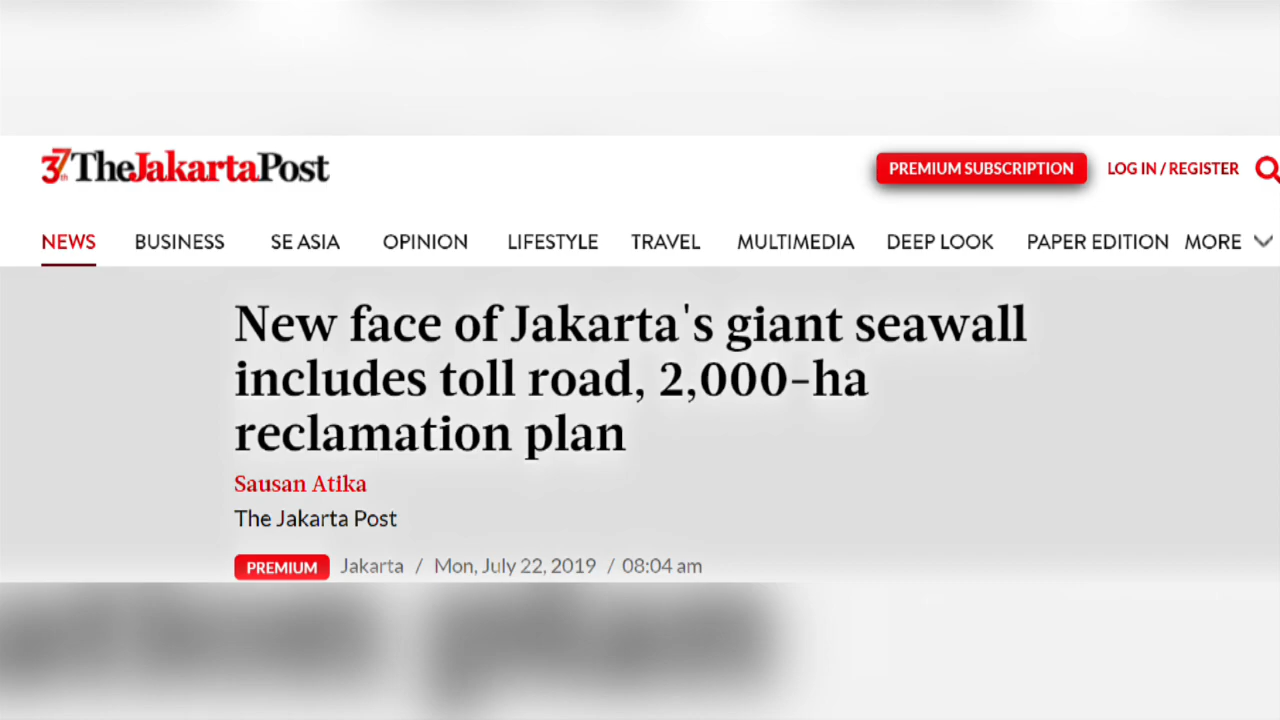 37th TheJakartaPost
PREMIUM SUBSCRIPTION
LOG IN / REGISTER
NEWS BUSINESS SE ASIA OPINION LIFESTYLE TRAVEL MULTIMEDIA DEEP LOOK PAPER EDITION MORE
New face of Jakarta's giant seawall
includes toll road, 2,000-ha
reclamation plan
Sausan Atika
The Jakarta Post
PREMIUM Jakarta / Mon, July 22, 2019 / 08:04 am